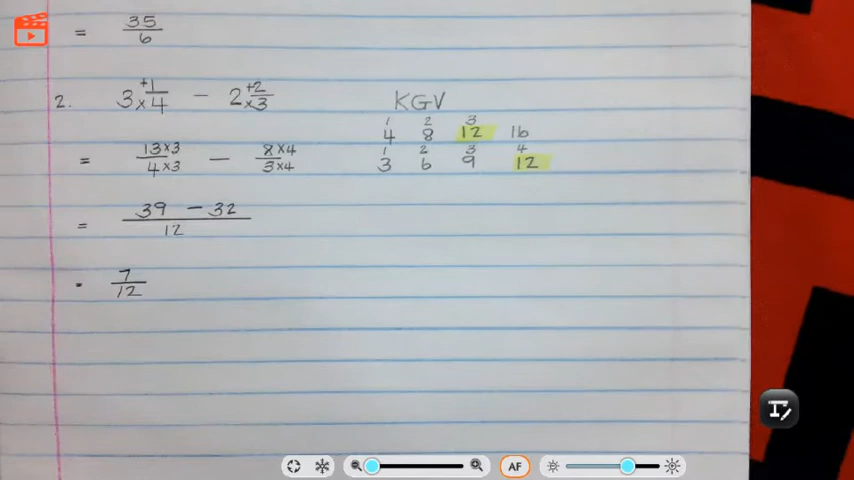 = 35/6
2. 3 +1/×4 − 2 +2/×3
KGV
1 2 3
4 8 12 16
= 13×3/4×3 − 8×4/3×4
1 2 3 4
3 6 9 12
= 39 − 32/12
7/12
AF